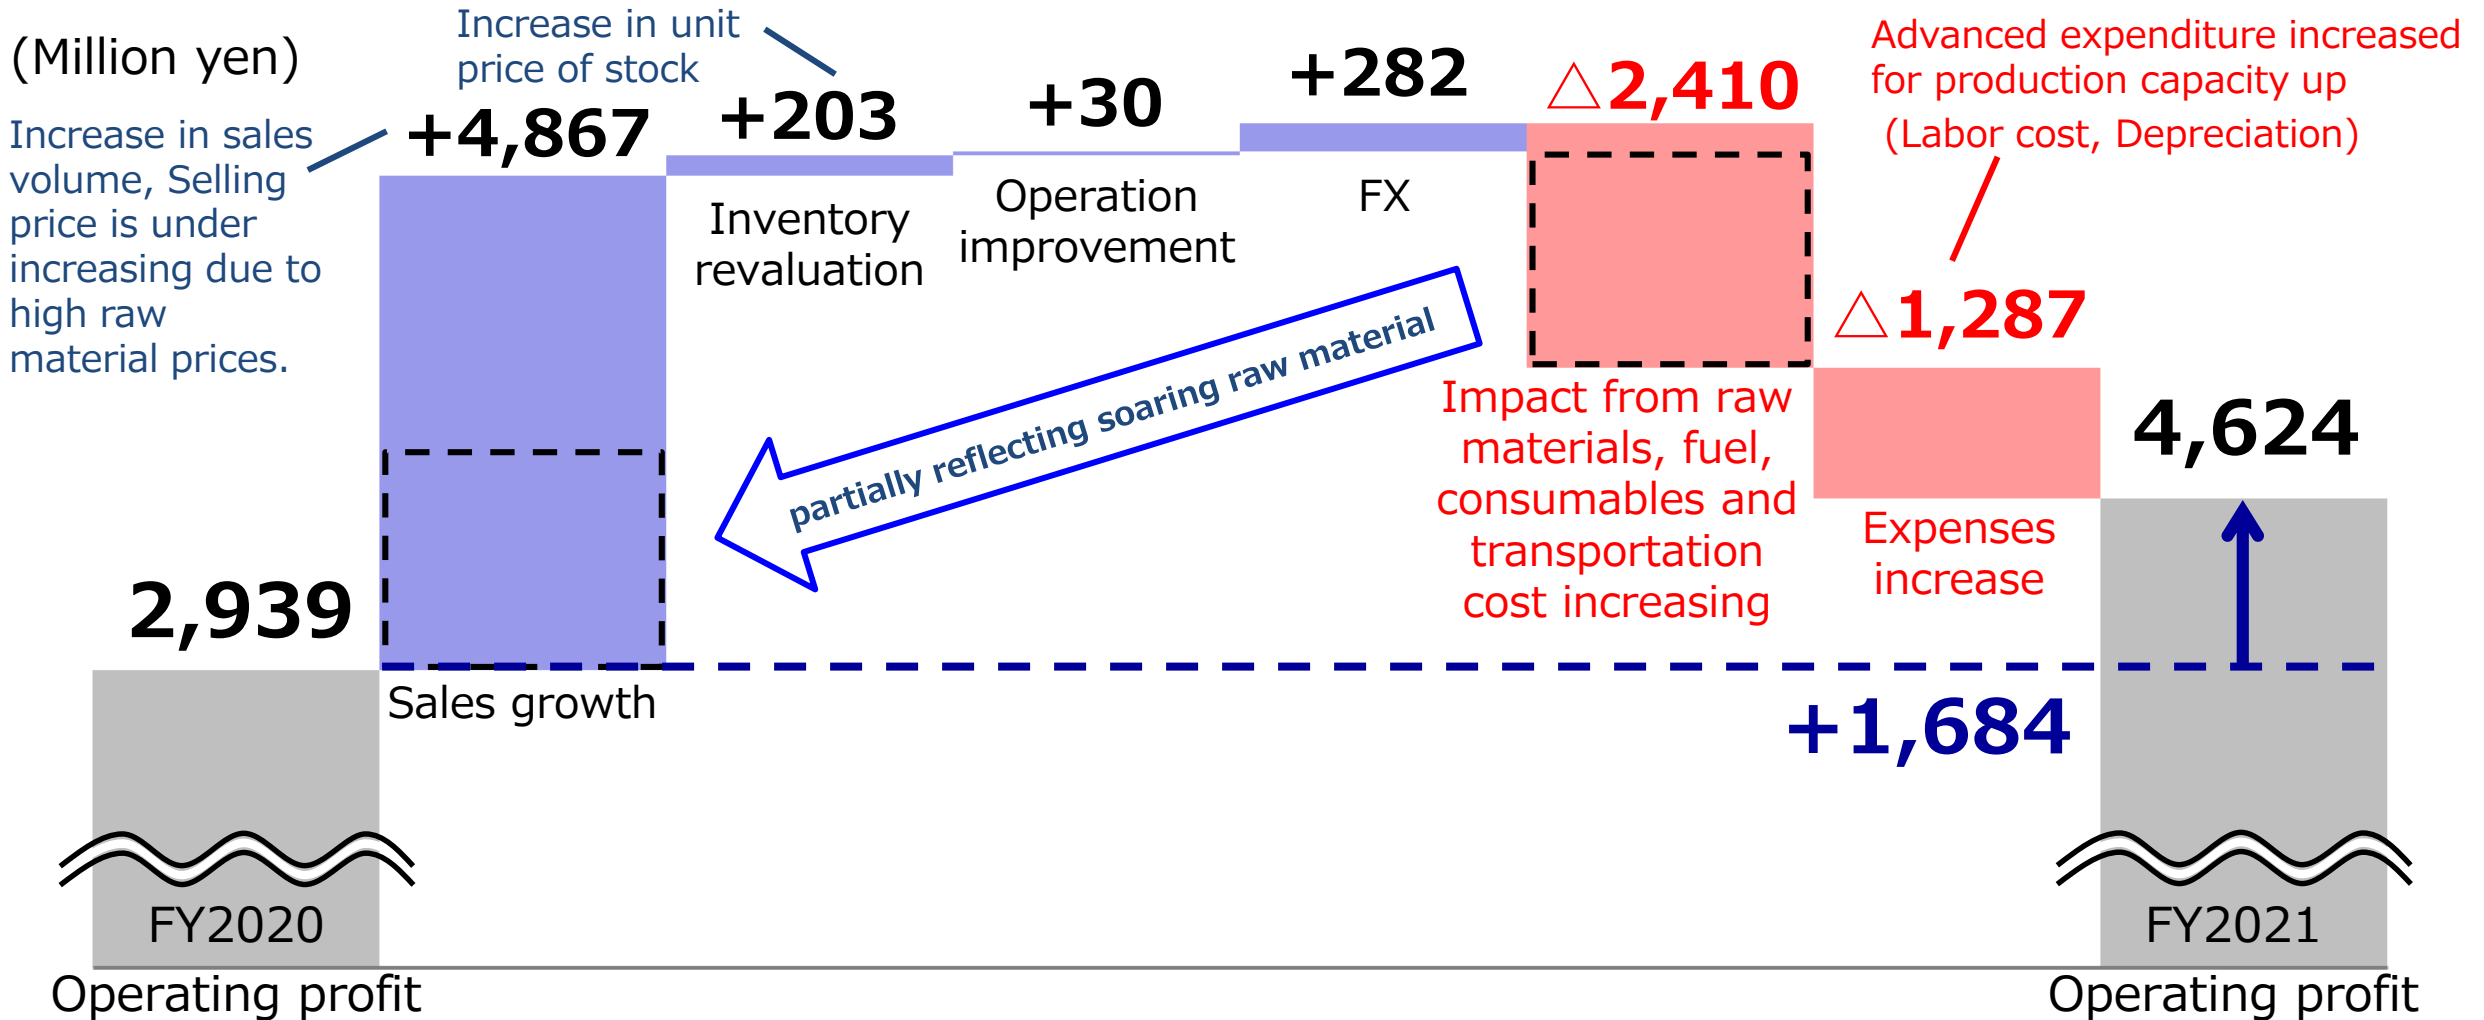 (Million yen)
Increase in sales
volume, Selling
price is under
increasing due to
high raw
material prices.
Increase in unit
price of stock
+4,867
+203
+30
+282
△2,410
Advanced expenditure increased
for production capacity up
(Labor cost, Depreciation)
Inventory
revaluation
Operation
improvement
FX
△1,287
partially reflecting soaring raw material
Impact from raw
materials, fuel,
consumables and
transportation
cost increasing
Expenses
increase
4,624
2,939
Sales growth
+1,684
FY2020
FY2021
Operating profit
Operating profit